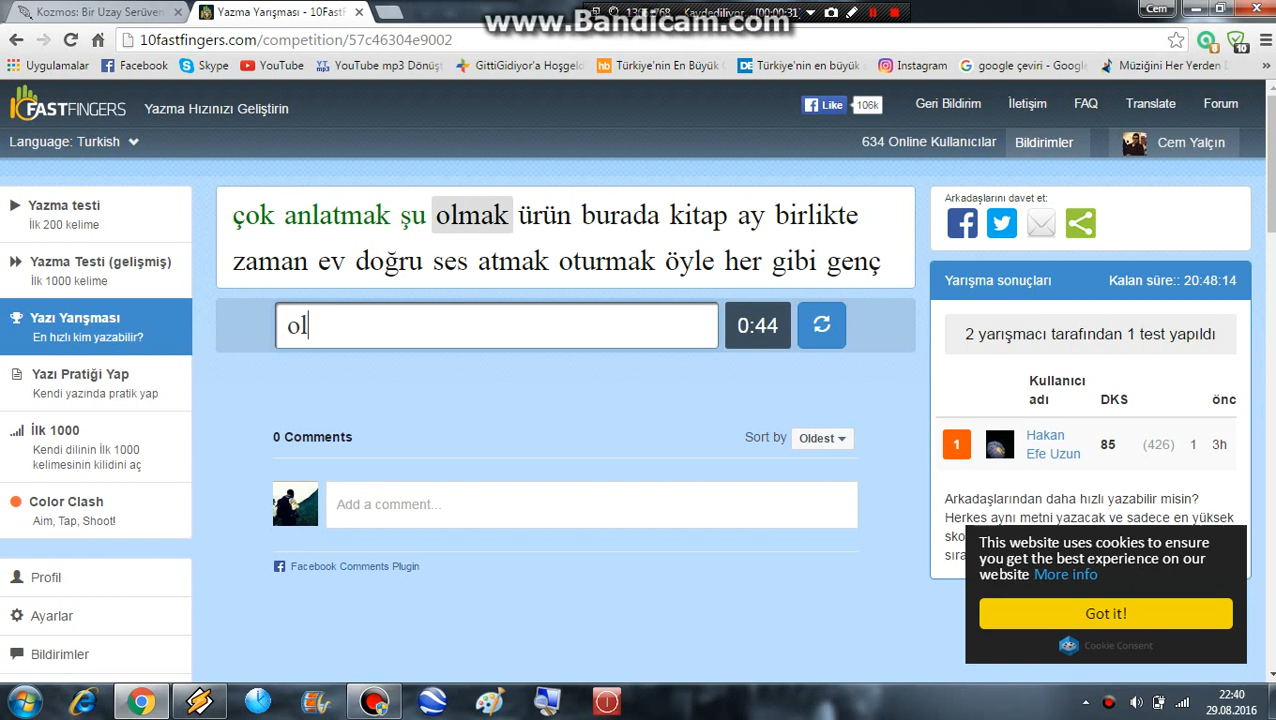 Kozmos: Bir Uzay Serüven
Yazma Yarışması - 10FastF
www.Bandicam.com
Cem
10fastfingers.com/competition/57c46304e9002
10
Uygulamalar
Facebook
Skype
YouTube
YouTube mp3 Dönüşt
GittiGidiyor'a Hoşgeld
Türkiye'nin En Büyük
Türkiye'nin en büyük
Instagram
google çeviri - Google
Müziğini Her Yerden
FASTFINGERS
Yazma Hızınızı Geliştirin
Like
106k
Geri Bildirim
İletişim
FAQ
Translate
Forum
Language: Turkish
634 Online Kullanıcılar
Bildirimler
Cem Yalçın
Yazma testi
İlk 200 kelime
Yazma Testi (gelişmiş)
İlk 1000 kelime
Yazı Yarışması
En hızlı kim yazabilir?
Yazı Pratiği Yap
Kendi yazında pratik yap
İlk 1000
Kendi dilinin İlk 1000
kelimesinin kilidini aç
Color Clash
Aim, Tap, Shoot!
Profil
Ayarlar
Bildirimler
çok anlatmak şu olmak ürün burada kitap ay birlikte
zaman ev doğru ses atmak oturmak öyle her gibi genç
ol
0:44
0 Comments
Sort by
Oldest
Add a comment...
Facebook Comments Plugin
Arkadaşlarını davet et:
Yarışma sonuçları
Kalan süre:: 20:48:14
2 yarışmacı tarafından 1 test yapıldı
Kullanıcı
adı
DKS
önc
1
Hakan
Efe Uzun
85
(426)
1
3h
Arkadaşlarından daha hızlı yazabilir misin?
Herkes aynı metni yazacak ve sadece en yüksek
This website uses cookies to ensure
you get the best experience on our
website More info
Got it!
Cookie Consent
22:40
29.08.2016